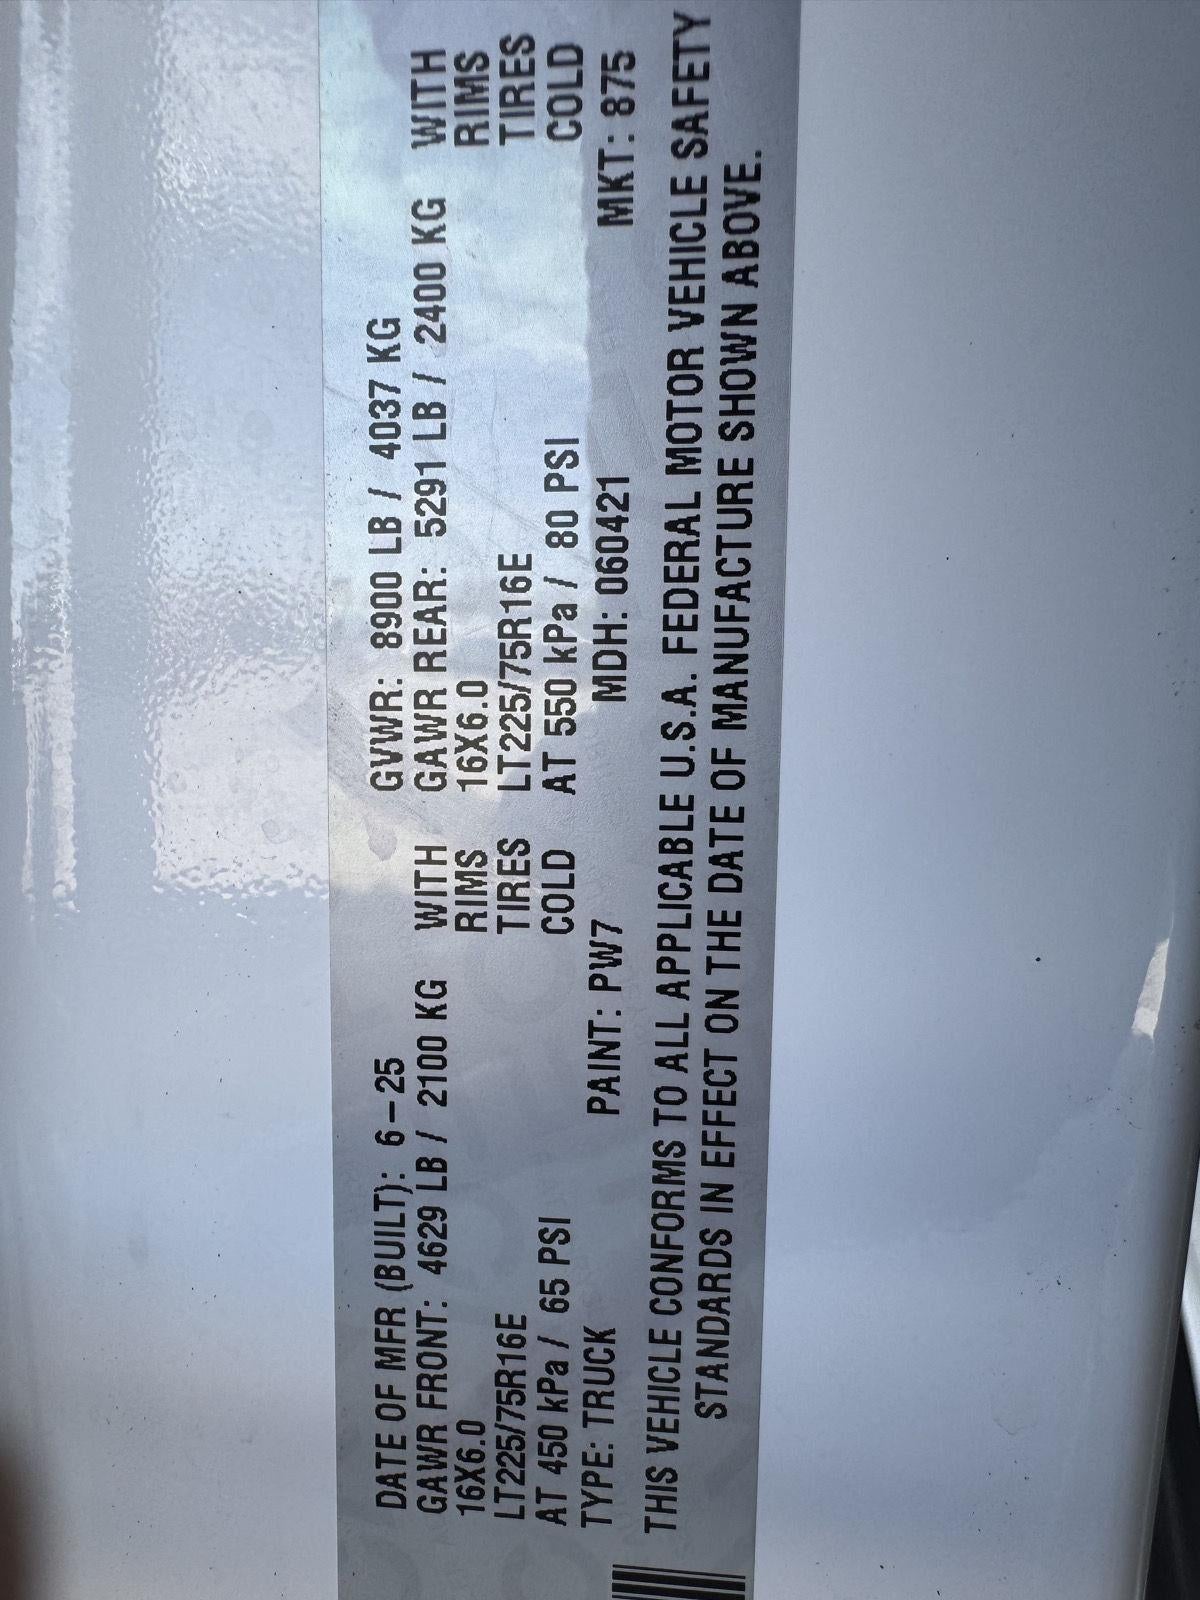 DATE OF MFR (BUILT): 6-25 GVWR: 8900 LB / 4037 KG
GAWR FRONT: 4629 LB / 2100 KG WITH GAWR REAR: 5291 LB / 2400 KG WITH
16X6.0 RIMS 16X6.0 RIMS
LT225/75R16E TIRES LT225/75R16E TIRES
AT 450 kPa / 65 PSI COLD AT 550 kPa / 80 PSI COLD
TYPE: TRUCK PAINT: PW7 MDH: 060421 MKT: 875
THIS VEHICLE CONFORMS TO ALL APPLICABLE U.S.A. FEDERAL MOTOR VEHICLE SAFETY
STANDARDS IN EFFECT ON THE DATE OF MANUFACTURE SHOWN ABOVE.